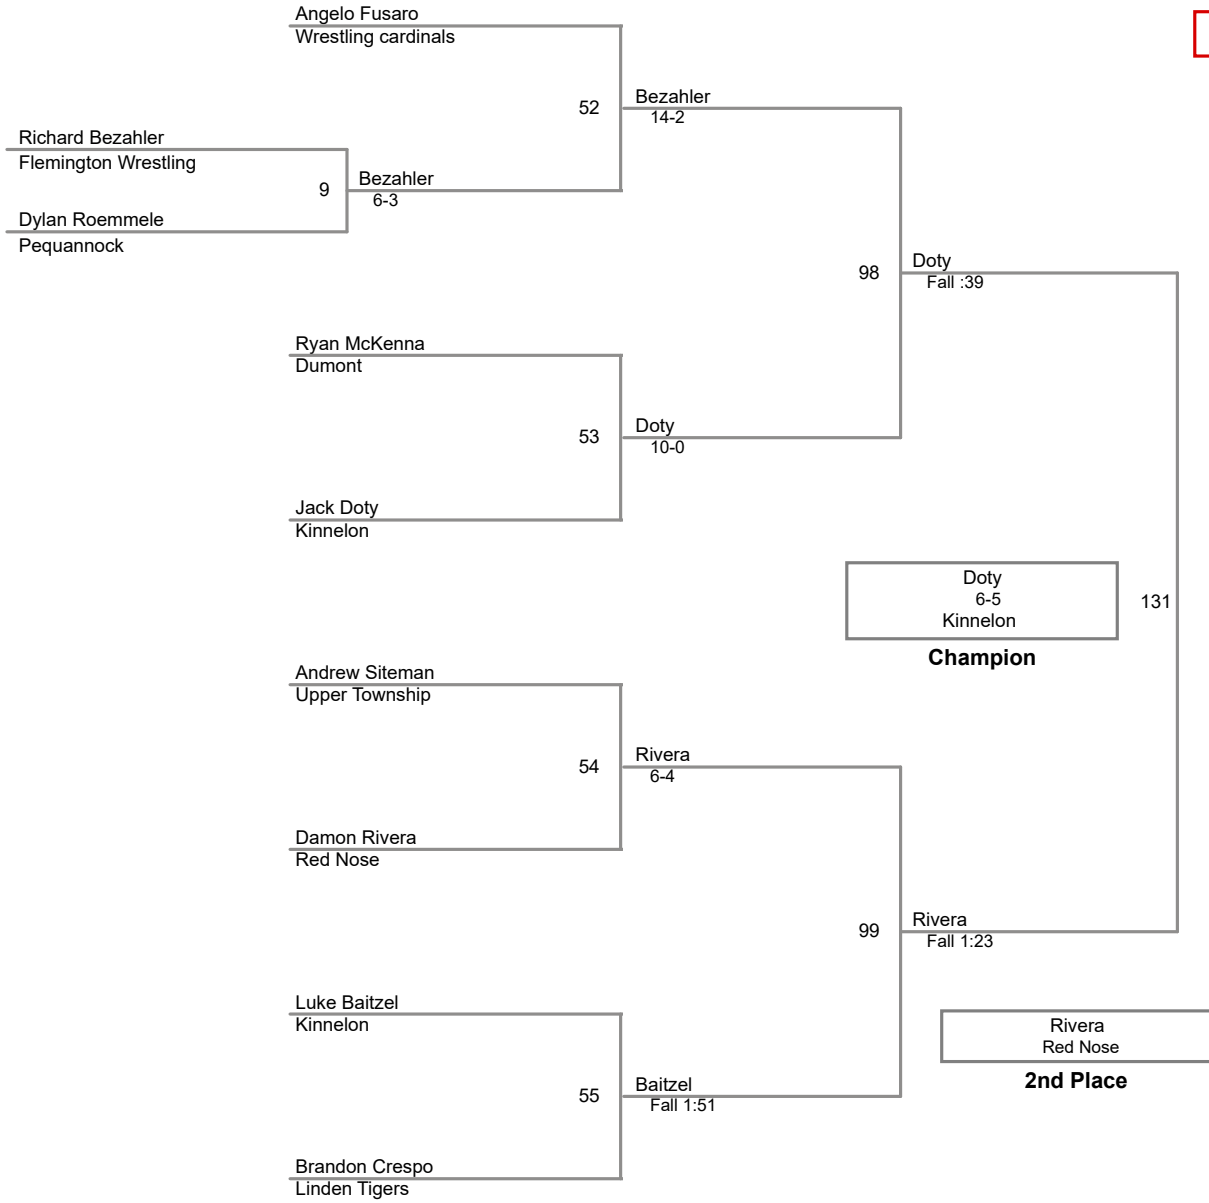 Angelo Fusaro
Wrestling cardinals
52
Bezahler
14-2
Richard Bezahler
Flemington Wrestling
9
Bezahler
6-3
Dylan Roemmele
Pequannock
98
Doty
Fall :39
Ryan McKenna
Dumont
53
Doty
10-0
Jack Doty
Kinnelon
Doty
6-5
Kinnelon
131
Champion
Andrew Siteman
Upper Township
54
Rivera
6-4
Damon Rivera
Red Nose
99
Rivera
Fall 1:23
Luke Baitzel
Kinnelon
Rivera
Red Nose
2nd Place
55
Baitzel
Fall 1:51
Brandon Crespo
Linden Tigers